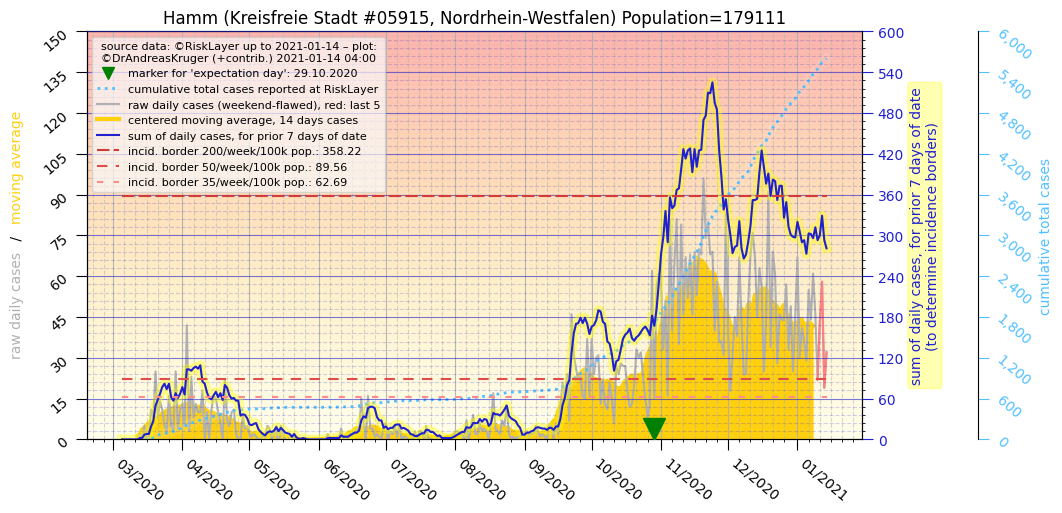 Hamm (Kreisfreie Stadt #05915, Nordrhein-Westfalen) Population=179111
source data: ©RiskLayer up to 2021-01-14 – plot:
©DrAndreasKruger (+contrib.) 2021-01-14 04:00
marker for 'expectation day': 29.10.2020
cumulative total cases reported at RiskLayer
raw daily cases (weekend-flawed), red: last 5
centered moving average, 14 days cases
sum of daily cases, for prior 7 days of date
incid. border 200/week/100k pop.: 358.22
incid. border 50/week/100k pop.: 89.56
incid. border 35/week/100k pop.: 62.69
raw daily cases / moving average
150
135
120
105
90
75
60
45
30
15
0
03/2020
04/2020
05/2020
06/2020
07/2020
08/2020
09/2020
10/2020
11/2020
12/2020
01/2021
600
540
480
420
360
300
240
180
120
60
0
sum of daily cases, for prior 7 days of date
(to determine incidence borders)
6,000
5,400
4,800
4,200
3,600
3,000
2,400
1,800
1,200
600
0
cumulative total cases